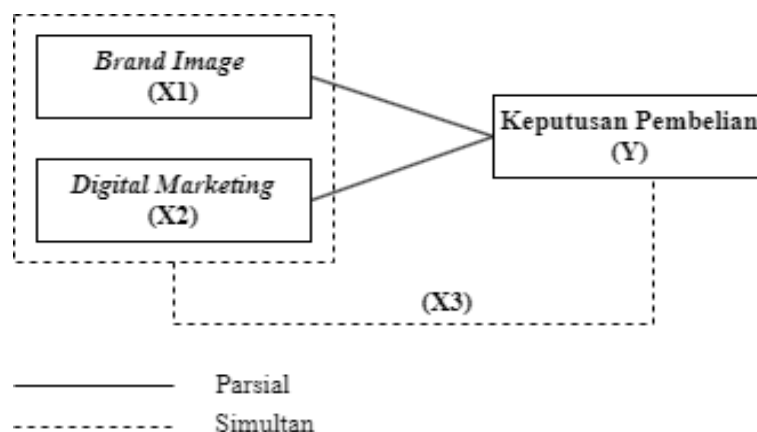 Brand Image
(X1)
Keputusan Pembelian
(Y)
Digital Marketing
(X2)
(X3)
Parsial
Simultan